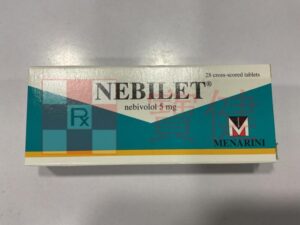 28 cross-scored tablets
NEBILET®
nebivolol 5 mg
Rx
MENARINI